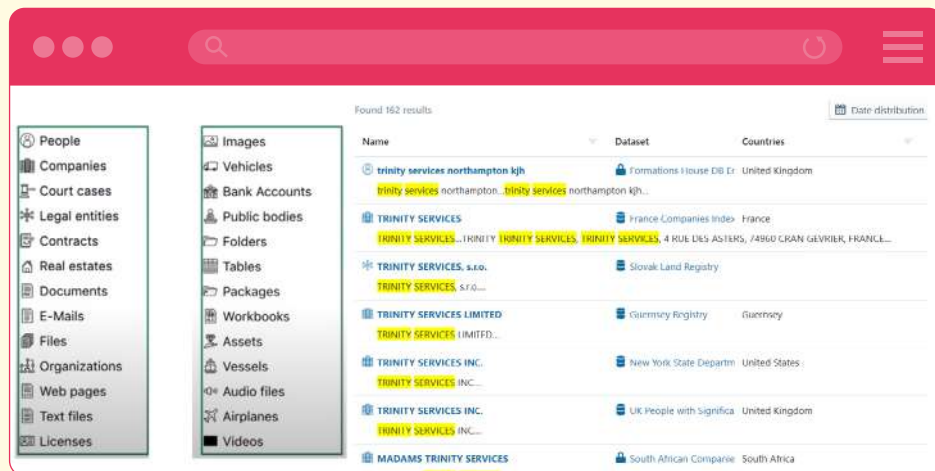 Found 162 results
Date distribution
People
Companies
Court cases
Legal entities
Contracts
Real estates
Documents
E-Mails
Files
Organizations
Web pages
Text files
Licenses
Images
Vehicles
Bank Accounts
Public bodies
Folders
Tables
Packages
Workbooks
Assets
Vessels
Audio files
Airplanes
Videos
Name Dataset Countries
trinity services northampton kjh Formations House DB Er United Kingdom
trinity services northampton...trinity services northampton kjh...
TRINITY SERVICES France Companies Index France
TRINITY SERVICES...TRINITY TRINITY SERVICES, TRINITY SERVICES, 4 RUE DES ASTERS, 74960 CRAN GEVRIER, FRANCE...
TRINITY SERVICES, s.r.o. Slovak Land Registry
TRINITY SERVICES, s.r.o....
TRINITY SERVICES LIMITED Guernsey Registry Guernsey
TRINITY SERVICES LIMITED...
TRINITY SERVICES INC. New York State Departm United States
TRINITY SERVICES INC...
TRINITY SERVICES INC. UK People with Significa United Kingdom
TRINITY SERVICES INC...
MADAMS TRINITY SERVICES South African Companie South Africa